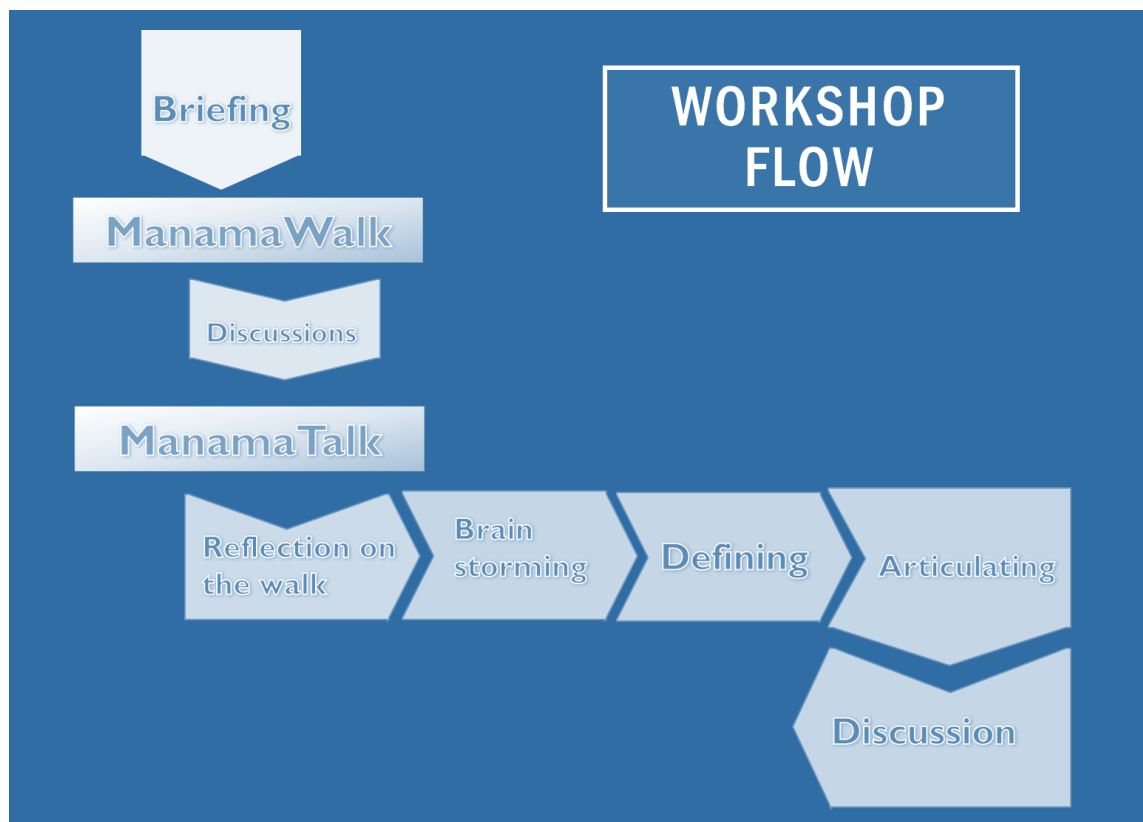 WORKSHOP
FLOW
Briefing
ManamaWalk
Discussions
ManamaTalk
Reflection on
the walk
Brain
storming
Defining
Articulating
Discussion